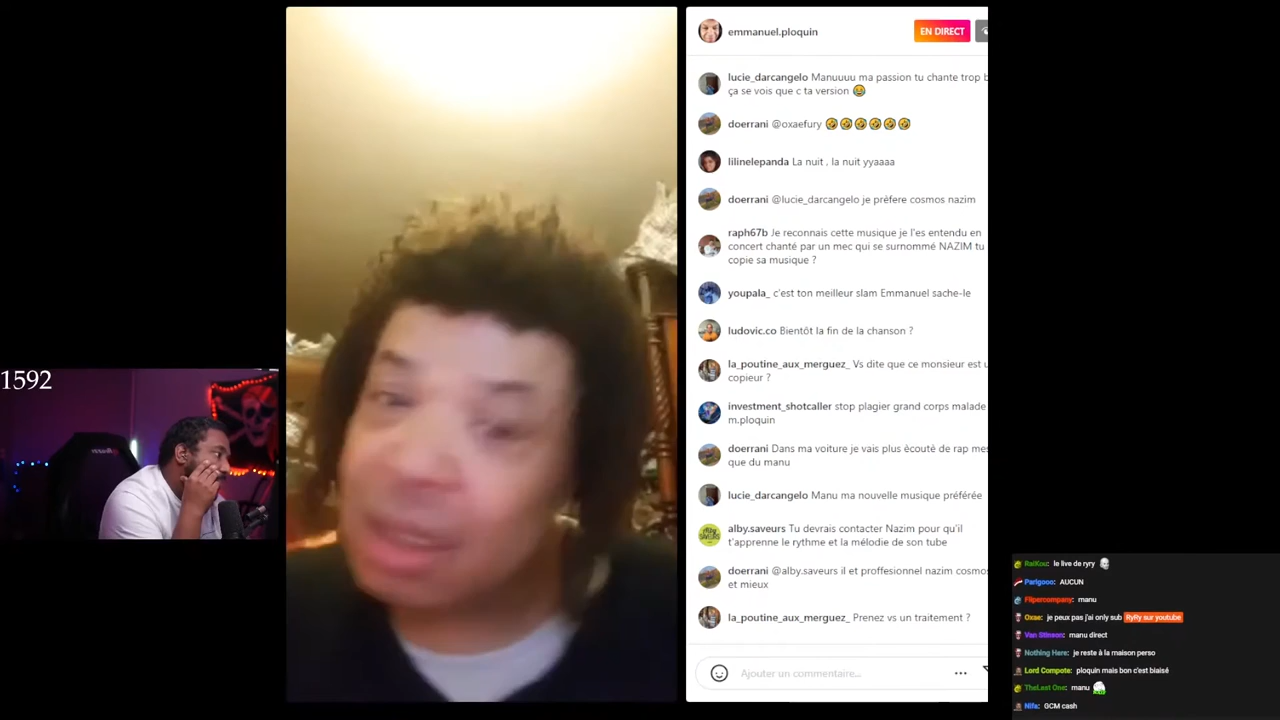 emmanuel.ploquin
EN DIRECT
lucie_darcangelo Manuuuu ma passion tu chante trop b
ça se vois que c ta version 😂
doerrani @oxaefury 🤣🤣🤣🤣🤣🤣
lilinelepanda La nuit , la nuit yyaaaa
doerrani @lucie_darcangelo je prèfere cosmos nazim
raph67b Je reconnais cette musique je l'es entendu en
concert chanté par un mec qui se surnommé NAZIM tu
copie sa musique ?
youpala_ c'est ton meilleur slam Emmanuel sache-le
ludovic.co Bientôt la fin de la chanson ?
la_poutine_aux_merguez_ Vs dite que ce monsieur est u
copieur ?
investment_shotcaller stop plagier grand corps malade
m.ploquin
doerrani Dans ma voiture je vais plus ècoutè de rap mes
que du manu
lucie_darcangelo Manu ma nouvelle musique préférée
alby.saveurs Tu devrais contacter Nazim pour qu'il
t'apprenne le rythme et la mélodie de son tube
doerrani @alby.saveurs il et proffesionnel nazim cosmos
et mieux
la_poutine_aux_merguez_ Prenez vs un traitement ?
Ajouter un commentaire...
1592
RaiKou: le live de ryry
Parigooo: AUCUN
Flipercompany: manu
Oxae: je peux pas j'ai only sub RyRy sur youtube
Van Stinson: manu direct
Nothing Here: je reste à la maison perso
Lord Compote: ploquin mais bon c'est biaisé
TheLast One: manu
Nifa: GCM cash